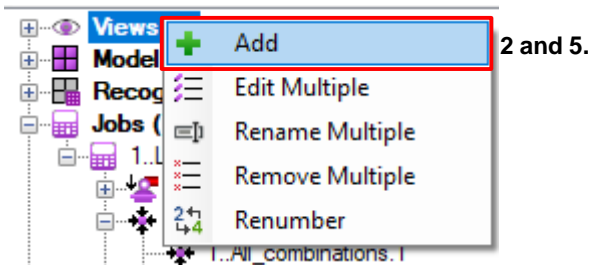 Views
Add
2 and 5.
Model
Edit Multiple
Recog
Rename Multiple
Jobs (
Remove Multiple
1..L
Renumber
1..All_combinations.1